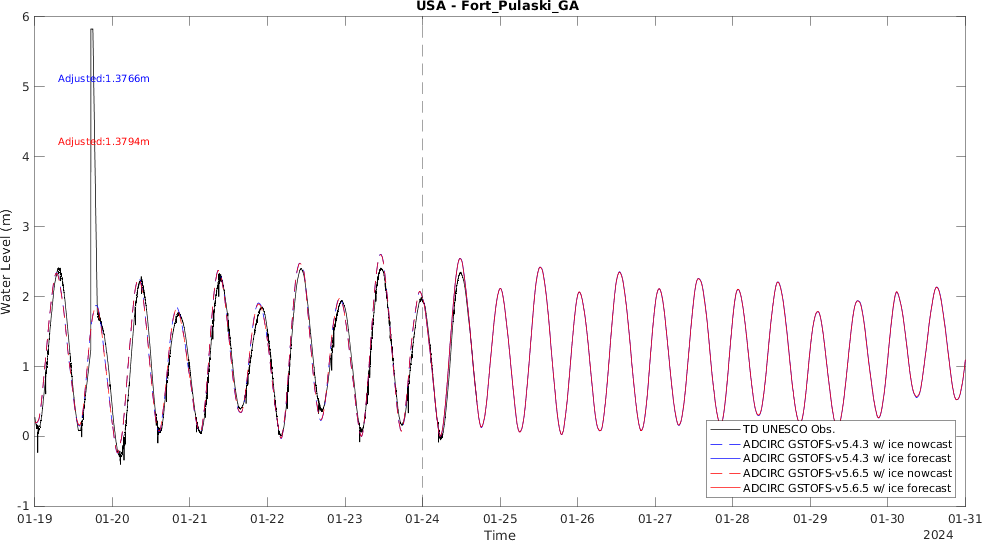 USA - Fort_Pulaski_GA
6
5
4
3
2
1
0
-1
Water Level (m)
Adjusted:1.3766m
Adjusted:1.3794m
TD UNESCO Obs.
ADCIRC GSTOFS-v5.4.3 w/ ice nowcast
ADCIRC GSTOFS-v5.4.3 w/ ice forecast
ADCIRC GSTOFS-v5.6.5 w/ ice nowcast
ADCIRC GSTOFS-v5.6.5 w/ ice forecast
01-19 01-20 01-21 01-22 01-23 01-24 01-25 01-26 01-27 01-28 01-29 01-30 01-31
Time
2024